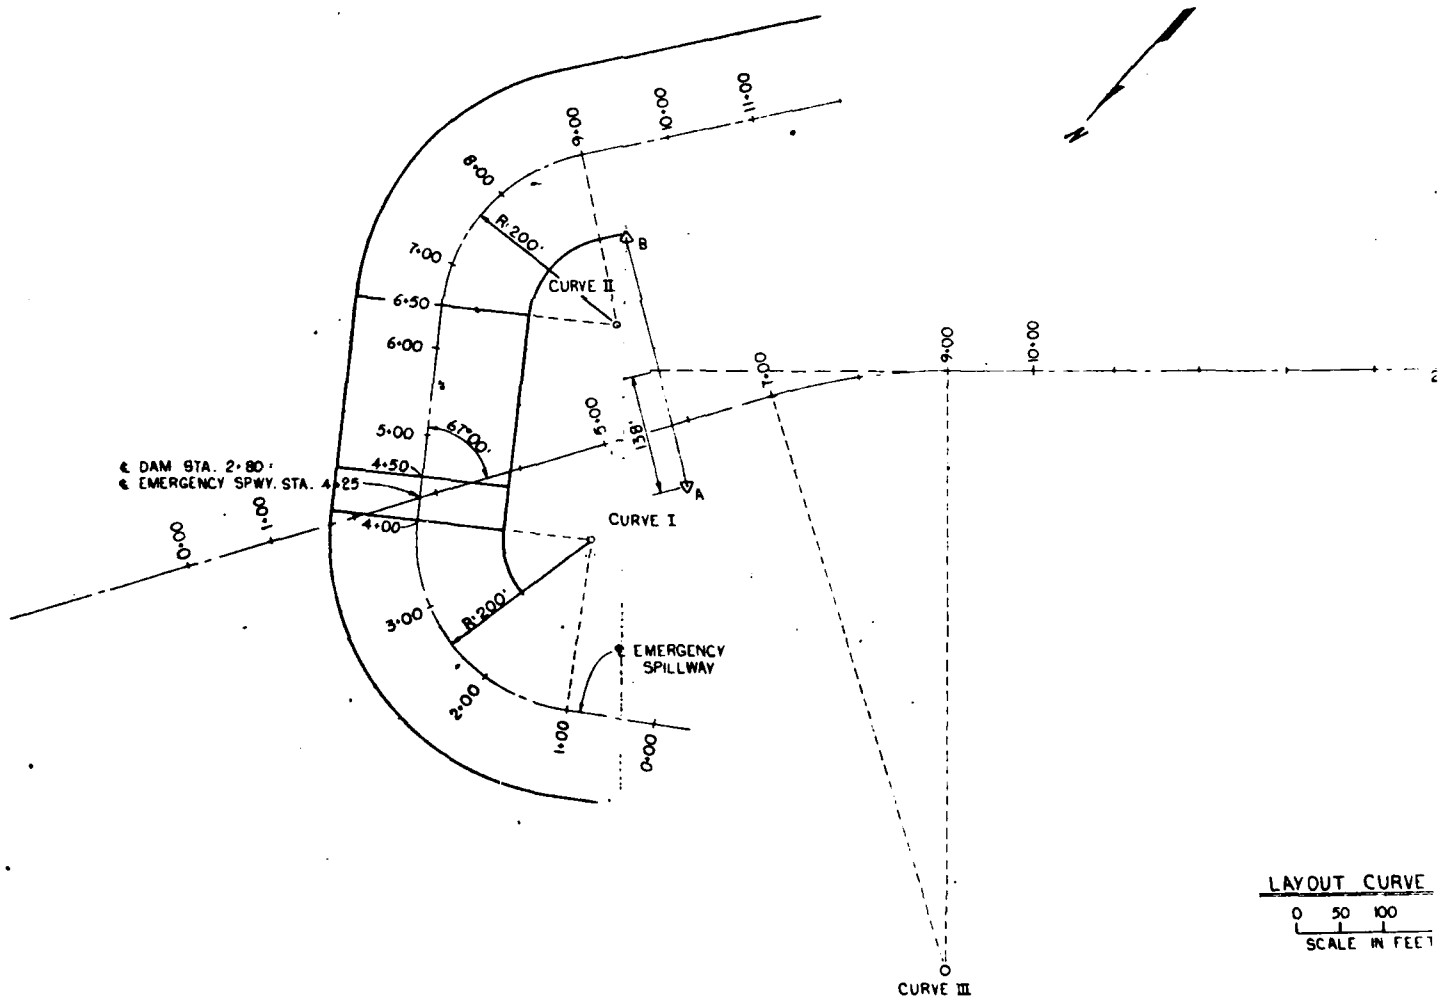 N
11+00
10+00
9+00
8+00
R=200'
B
7+00
CURVE II
6+50
6+00
9+00
10+00
7+00
5+00
138'
5+00
67°00'
4+50
℄ DAM STA. 2+80 =
℄ EMERGENCY SPWY. STA. 4+25
A
CURVE I
4+00
1+00
0+00
3+00
R=200'
℄ EMERGENCY
SPILLWAY
2+00
1+00
0+00
LAYOUT CURVE
0 50 100
SCALE IN FEET
CURVE III